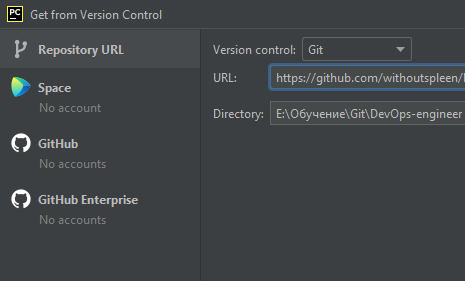 PC Get from Version Control
Repository URL
Version control: Git
Space
No account
URL: https://github.com/withoutspleen/
GitHub
No accounts
Directory: E:\Обучение\Git\DevOps-engineer
GitHub Enterprise
No accounts